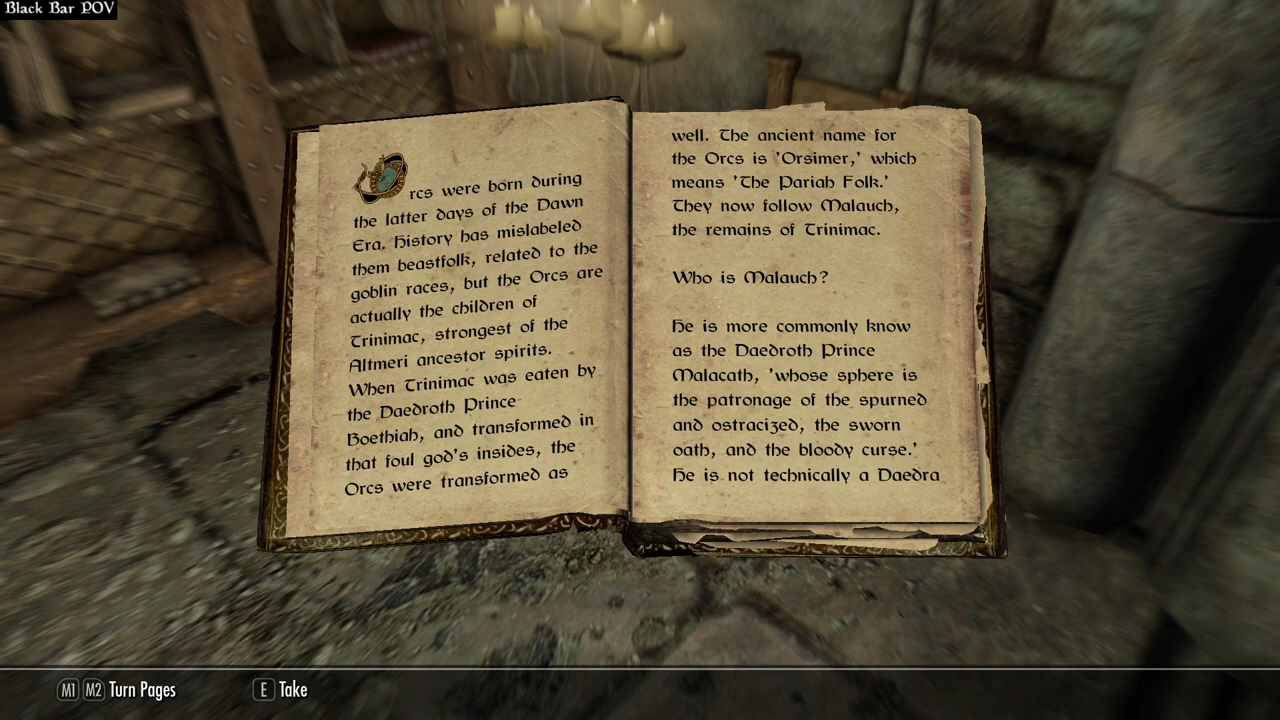 Black Bar POV
Orcs were born during
the latter days of the Dawn
Era. History has mislabeled
them beastfolk, related to the
goblin races, but the Orcs are
actually the children of
Trinimac, strongest of the
Altmeri ancestor spirits.
When Trinimac was eaten by
the Daedroth Prince
Boethiah, and transformed in
that foul god's insides, the
Orcs were transformed as
well. The ancient name for
the Orcs is 'Orsimer,' which
means 'The Pariah Folk.'
They now follow Malauch,
the remains of Trinimac.
Who is Malauch?
He is more commonly know
as the Daedroth Prince
Malacath, 'whose sphere is
the patronage of the spurned
and ostracized, the sworn
oath, and the bloody curse.'
He is not technically a Daedra
M1 M2 Turn Pages
E Take